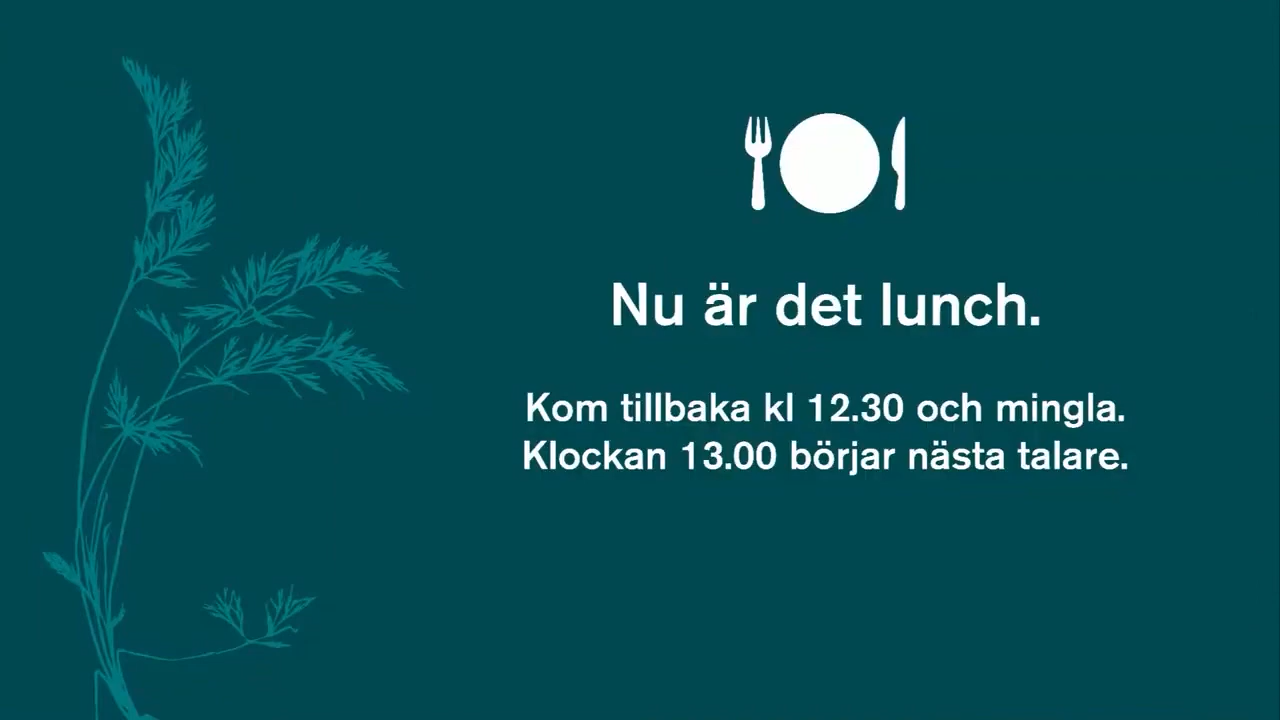 Nu är det lunch.
Kom tillbaka kl 12.30 och mingla.
Klockan 13.00 börjar nästa talare.